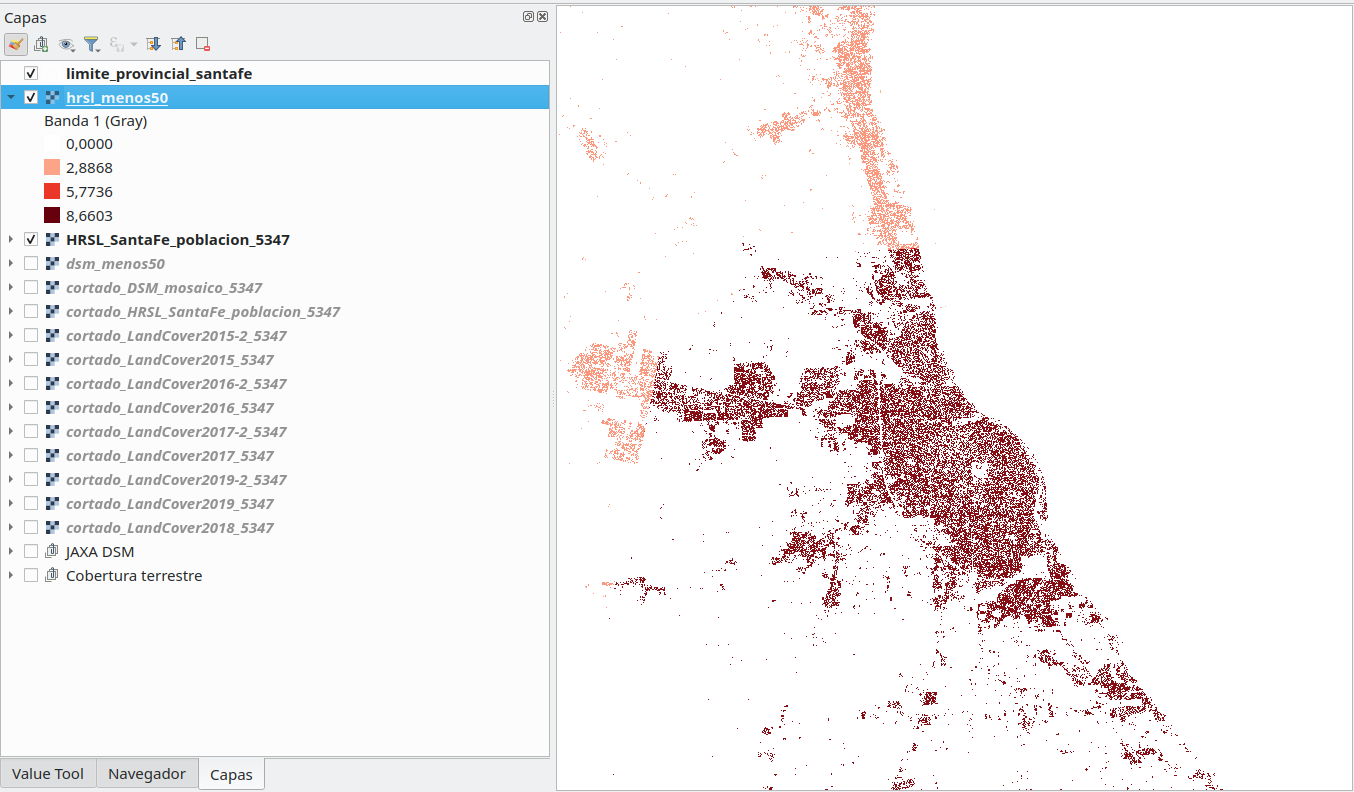 Capas
limite_provincial_santafe
hrsl_menos50
Banda 1 (Gray)
0,0000
2,8868
5,7736
8,6603
HRSL_SantaFe_poblacion_5347
dsm_menos50
cortado_DSM_mosaico_5347
cortado_HRSL_SantaFe_poblacion_5347
cortado_LandCover2015-2_5347
cortado_LandCover2015_5347
cortado_LandCover2016-2_5347
cortado_LandCover2016_5347
cortado_LandCover2017-2_5347
cortado_LandCover2017_5347
cortado_LandCover2019-2_5347
cortado_LandCover2019_5347
cortado_LandCover2018_5347
JAXA DSM
Cobertura terrestre
Value Tool Navegador Capas